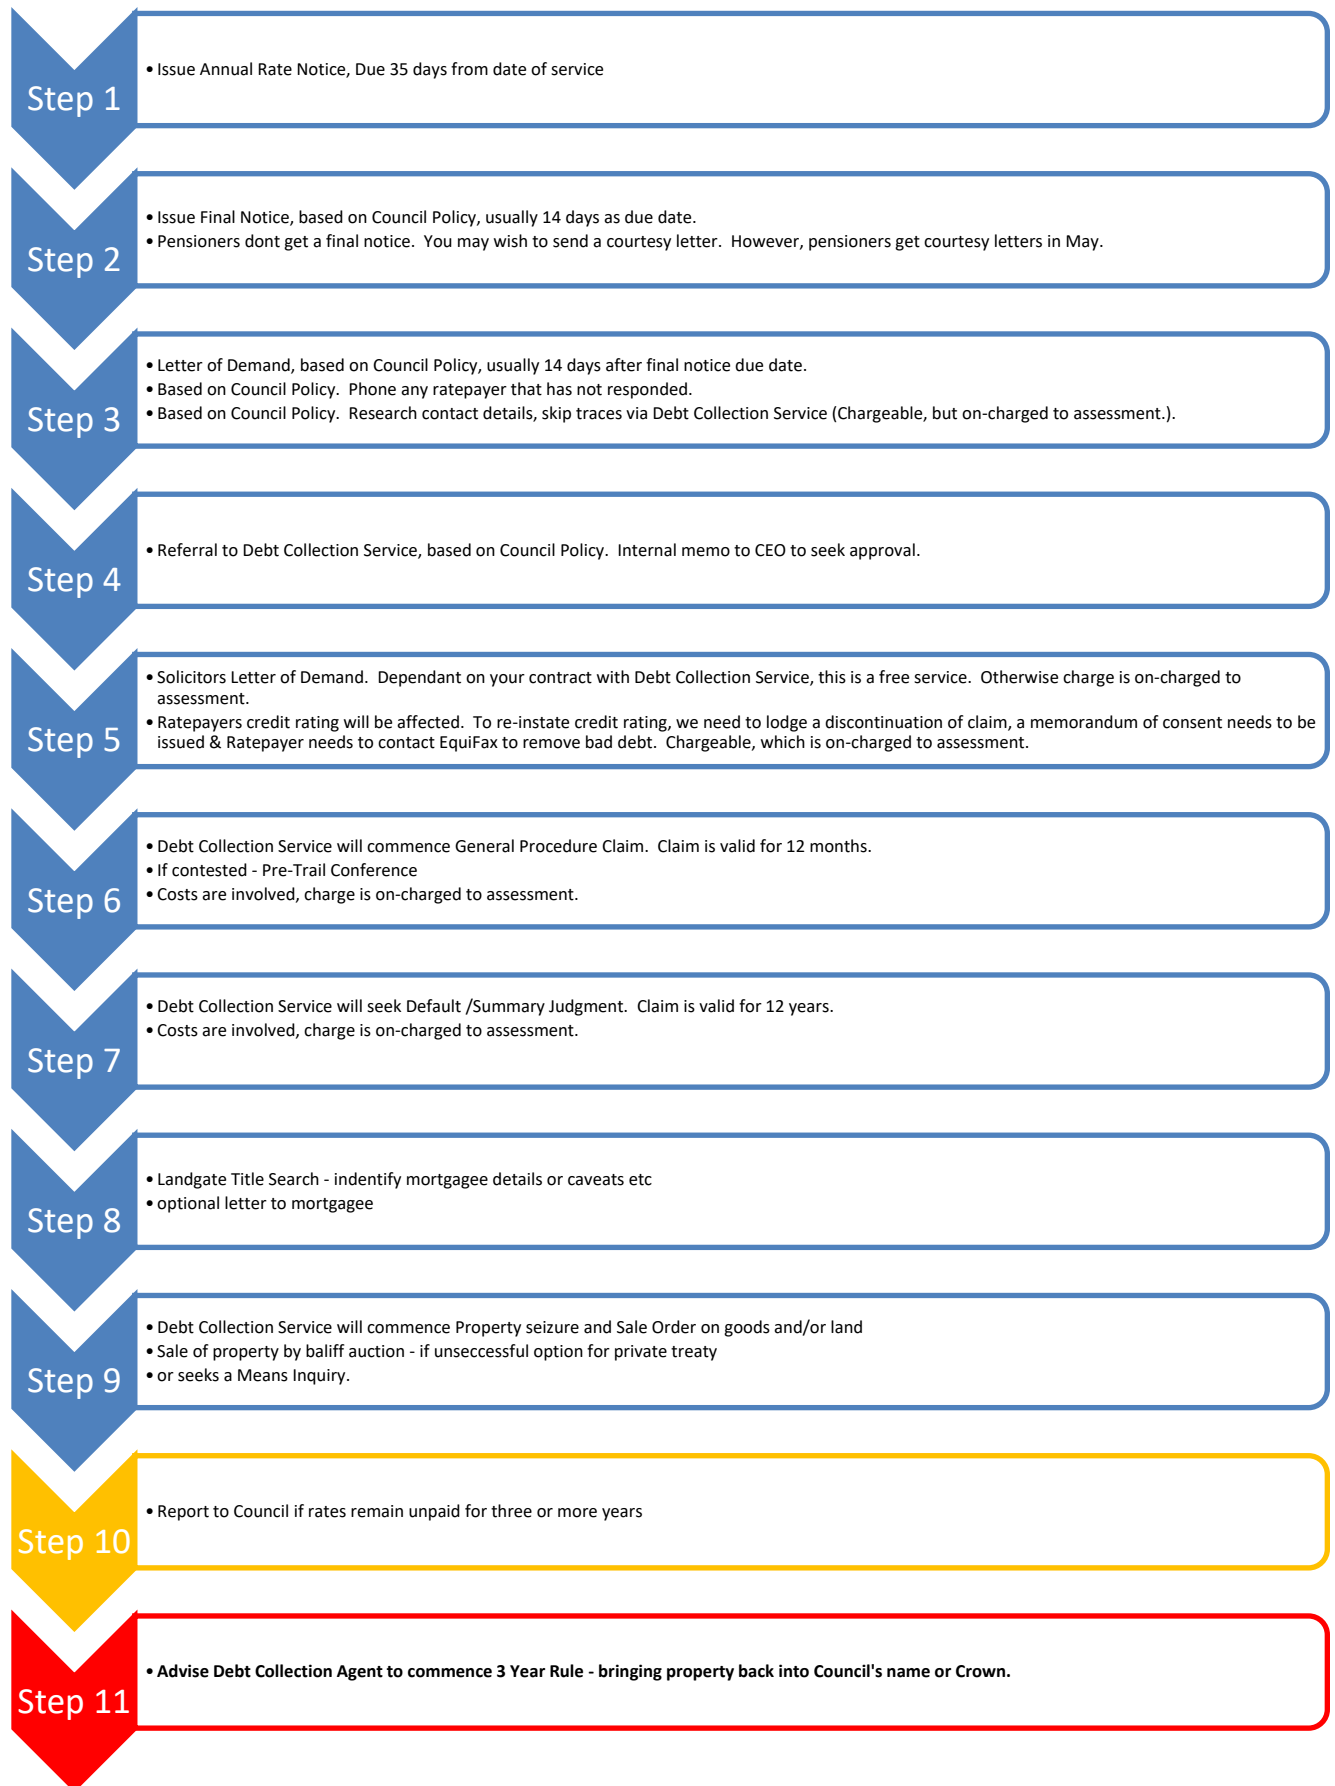 Step 1
• Issue Annual Rate Notice, Due 35 days from date of service
Step 2
• Issue Final Notice, based on Council Policy, usually 14 days as due date.
• Pensioners dont get a final notice.  You may wish to send a courtesy letter.  However, pensioners get courtesy letters in May.
Step 3
• Letter of Demand, based on Council Policy, usually 14 days after final notice due date.
• Based on Council Policy.  Phone any ratepayer that has not responded.
• Based on Council Policy.  Research contact details, skip traces via Debt Collection Service (Chargeable, but on-charged to assessment.).
Step 4
• Referral to Debt Collection Service, based on Council Policy.  Internal memo to CEO to seek approval.
Step 5
• Solicitors Letter of Demand.  Dependant on your contract with Debt Collection Service, this is a free service.  Otherwise charge is on-charged to
assessment.
• Ratepayers credit rating will be affected.  To re-instate credit rating, we need to lodge a discontinuation of claim, a memorandum of consent needs to be
issued & Ratepayer needs to contact EquiFax to remove bad debt.  Chargeable, which is on-charged to assessment.
Step 6
• Debt Collection Service will commence General Procedure Claim.  Claim is valid for 12 months.
• If contested - Pre-Trail Conference
• Costs are involved, charge is on-charged to assessment.
Step 7
• Debt Collection Service will seek Default /Summary Judgment.  Claim is valid for 12 years.
• Costs are involved, charge is on-charged to assessment.
Step 8
• Landgate Title Search - indentify mortgagee details or caveats etc
• optional letter to mortgagee
Step 9
• Debt Collection Service will commence Property seizure and Sale Order on goods and/or land
• Sale of property by baliff auction - if unseccessful option for private treaty
• or seeks a Means Inquiry.
Step 10
• Report to Council if rates remain unpaid for three or more years
Step 11
• Advise Debt Collection Agent to commence 3 Year Rule - bringing property back into Council's name or Crown.